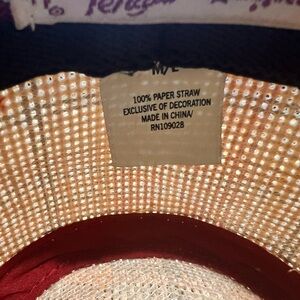 M/L
100% PAPER STRAW
EXCLUSIVE OF DECORATION
MADE IN CHINA/
RN109028